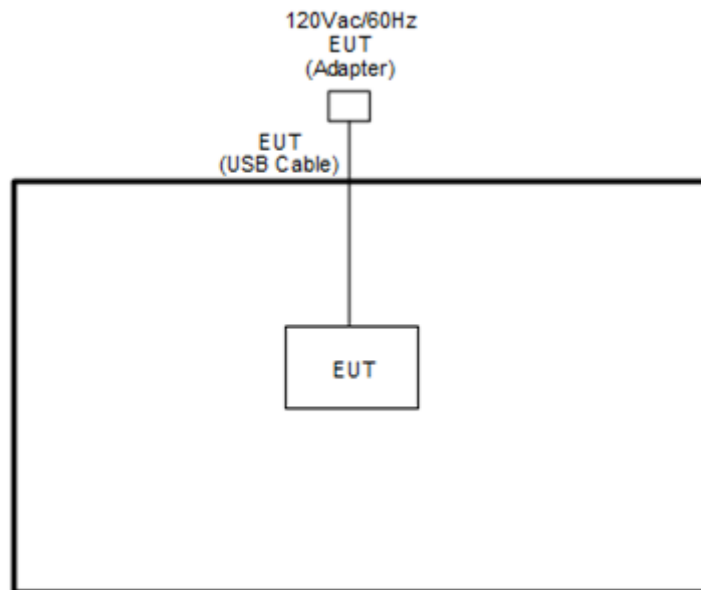 120Vac/60Hz
EUT
(Adapter)
EUT
(USB Cable)
EUT